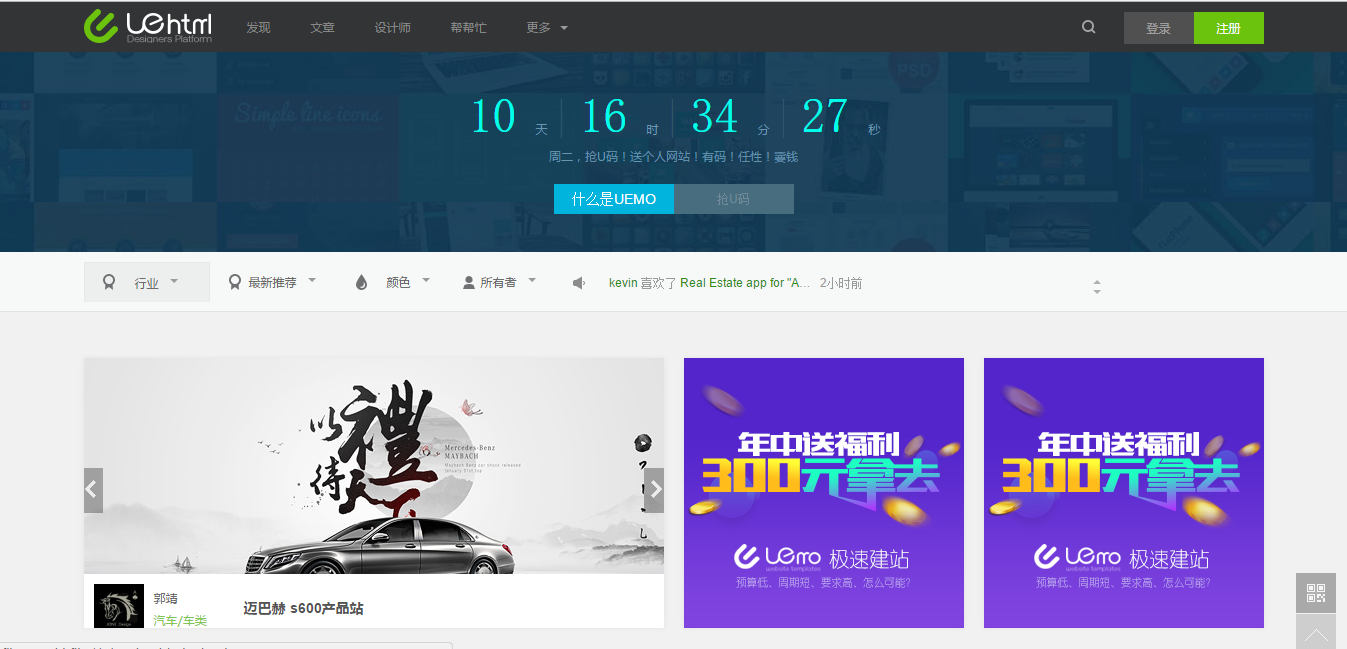 uehtml
Designers Platform
发现 文章 设计师 帮帮忙 更多
登录 注册
PSD
Simple line icons
10 天 16 时 34 分 27 秒
周二，抢U码！送个人网站！有码！任性！霎钱
什么是UEMO 抢U码
行业 最新推荐 颜色 所有者 kevin 喜欢了 Real Estate app for "A... 2小时前
以禮待天下
Mercedes-Benz
MAYBACH
郭靖
汽车/车类
迈巴赫 s600产品站
年中送福利
300元拿去
uemo 极速建站
website templates
预算低、周期短、要求高、怎么可能?
年中送福利
300元拿去
uemo 极速建站
website templates
预算低、周期短、要求高、怎么可能?